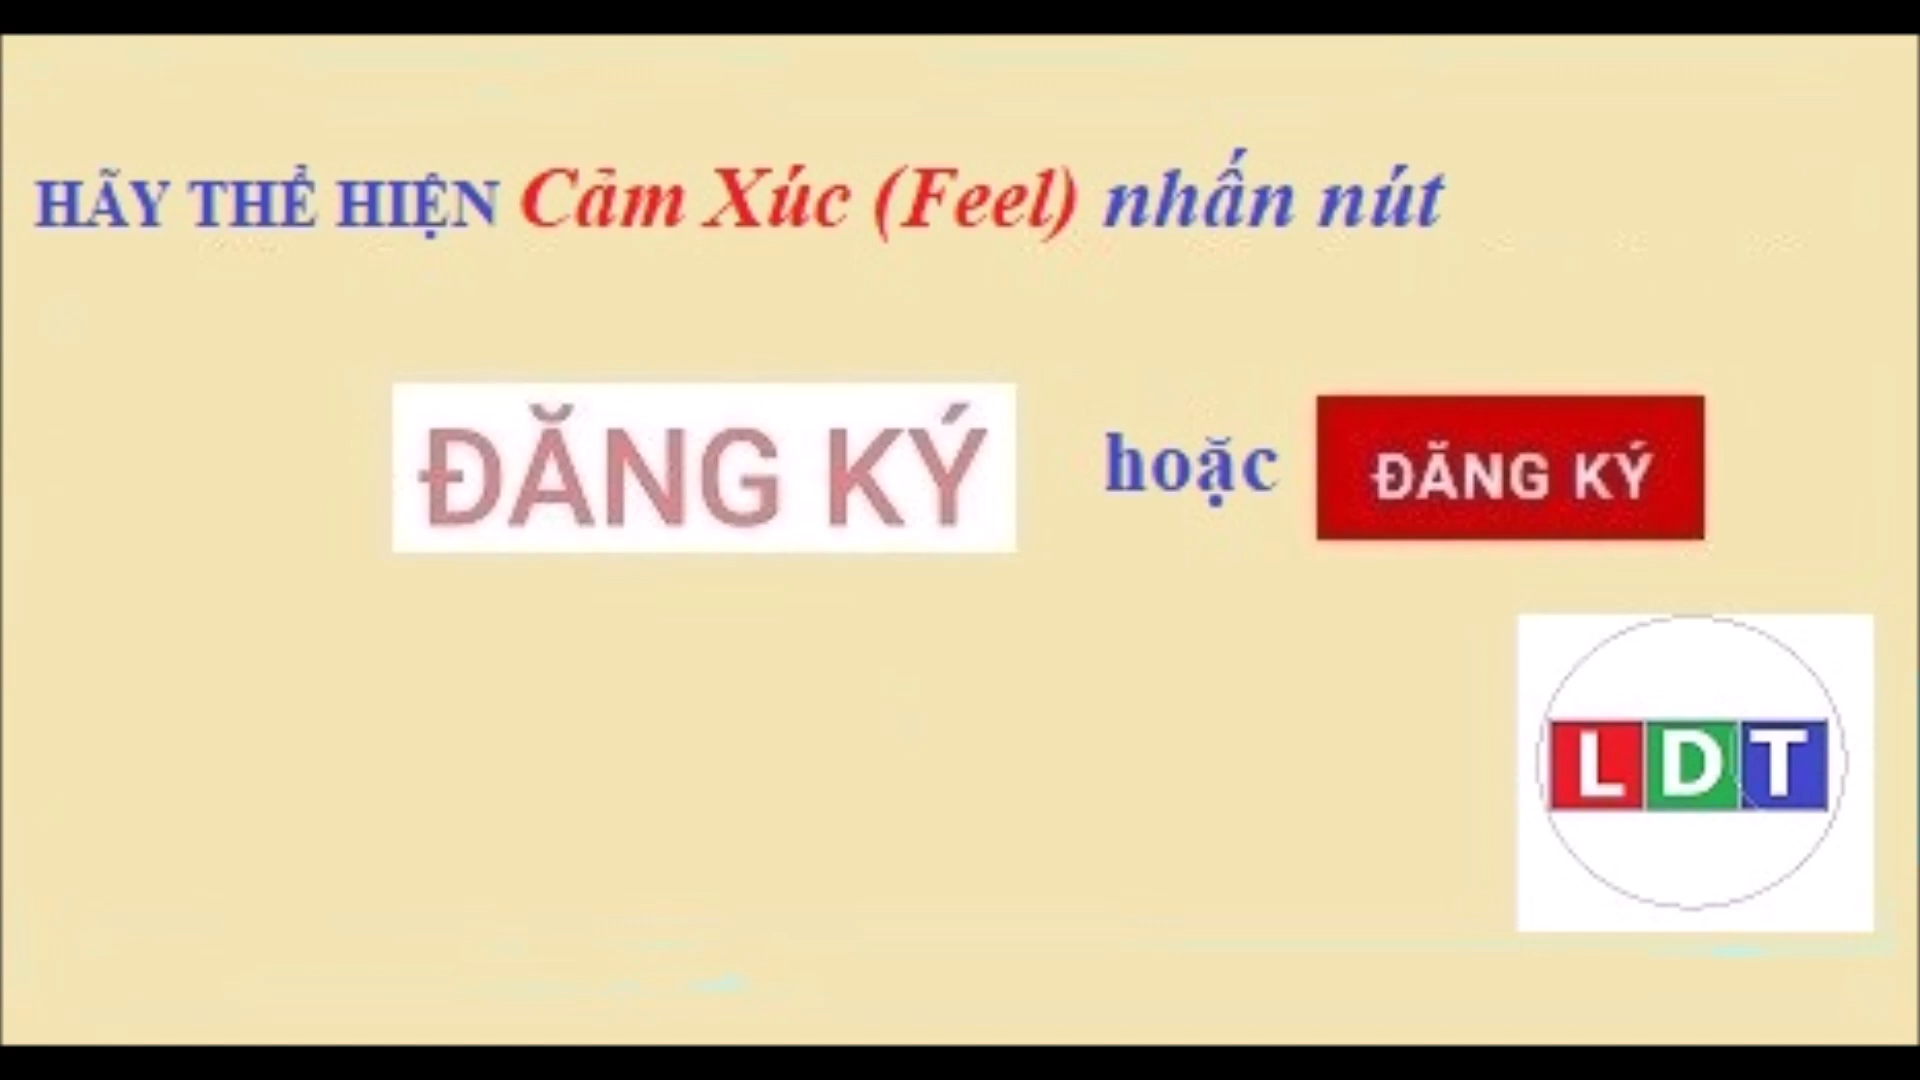 HÃY THỂ HIỆN Cảm Xúc (Feel) nhấn nút
ĐĂNG KÝ hoặc ĐĂNG KÝ
LDT